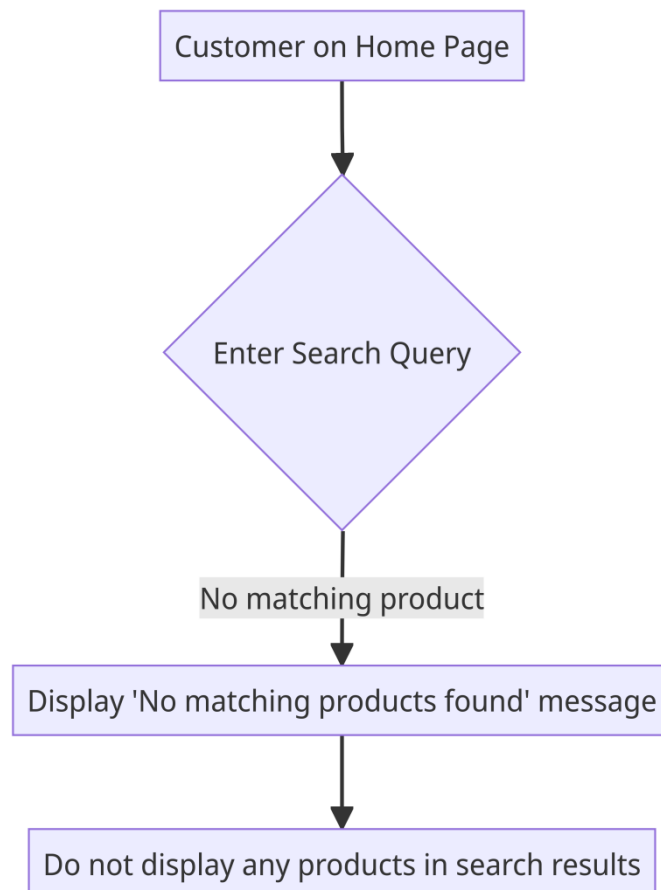 Customer on Home Page
Enter Search Query
No matching product
Display 'No matching products found' message
Do not display any products in search results